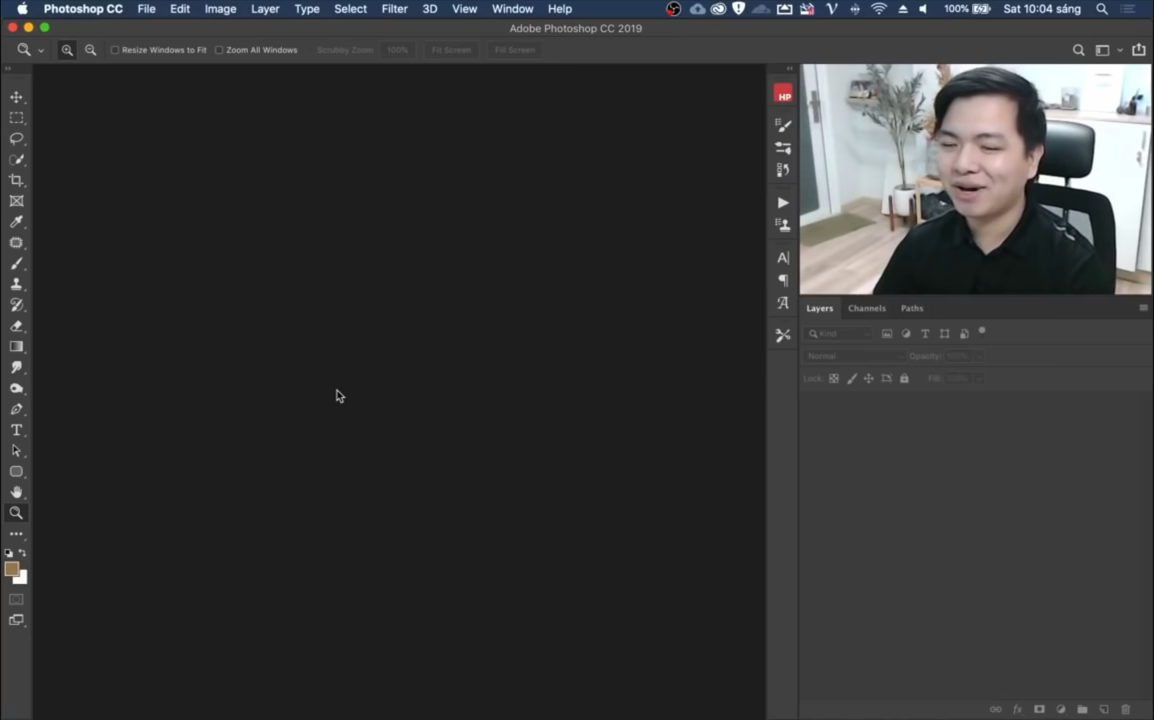 Photoshop CC File Edit Image Layer Type Select Filter 3D View Window Help 100% Sat 10:04 sáng
Adobe Photoshop CC 2019
Resize Windows to Fit Zoom All Windows Scrubby Zoom 100% Fit Screen Fill Screen
HP
Layers Channels Paths
Kind
Normal Opacity: 100%
Lock: Fill: 100%